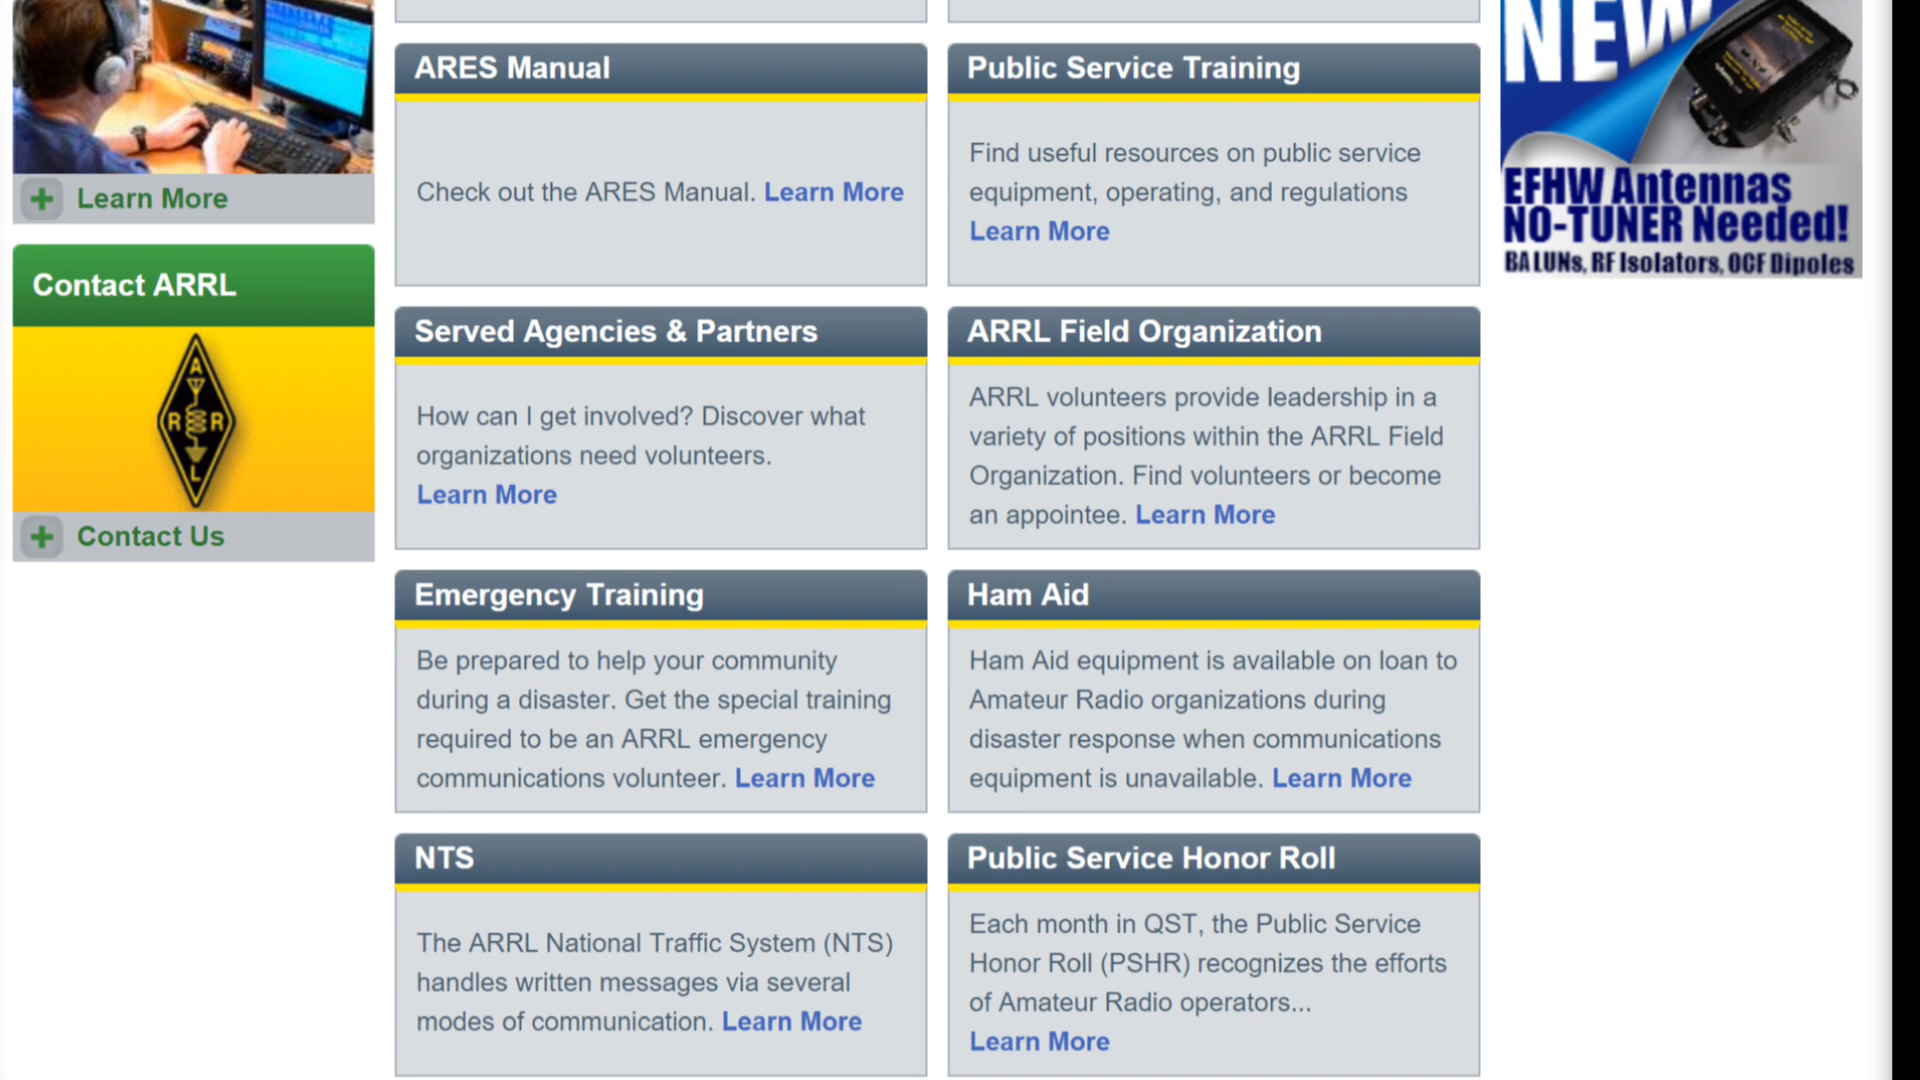 Learn More
Contact ARRL
A
R R
L
Contact Us
ARES Manual
Check out the ARES Manual. Learn More
Public Service Training
Find useful resources on public service
equipment, operating, and regulations
Learn More
Served Agencies & Partners
How can I get involved? Discover what
organizations need volunteers.
Learn More
ARRL Field Organization
ARRL volunteers provide leadership in a
variety of positions within the ARRL Field
Organization. Find volunteers or become
an appointee. Learn More
Emergency Training
Be prepared to help your community
during a disaster. Get the special training
required to be an ARRL emergency
communications volunteer. Learn More
Ham Aid
Ham Aid equipment is available on loan to
Amateur Radio organizations during
disaster response when communications
equipment is unavailable. Learn More
NTS
The ARRL National Traffic System (NTS)
handles written messages via several
modes of communication. Learn More
Public Service Honor Roll
Each month in QST, the Public Service
Honor Roll (PSHR) recognizes the efforts
of Amateur Radio operators...
Learn More
NEW
EFHW Antennas
NO-TUNER Needed!
BALUNs, RF Isolators, OCF Dipoles